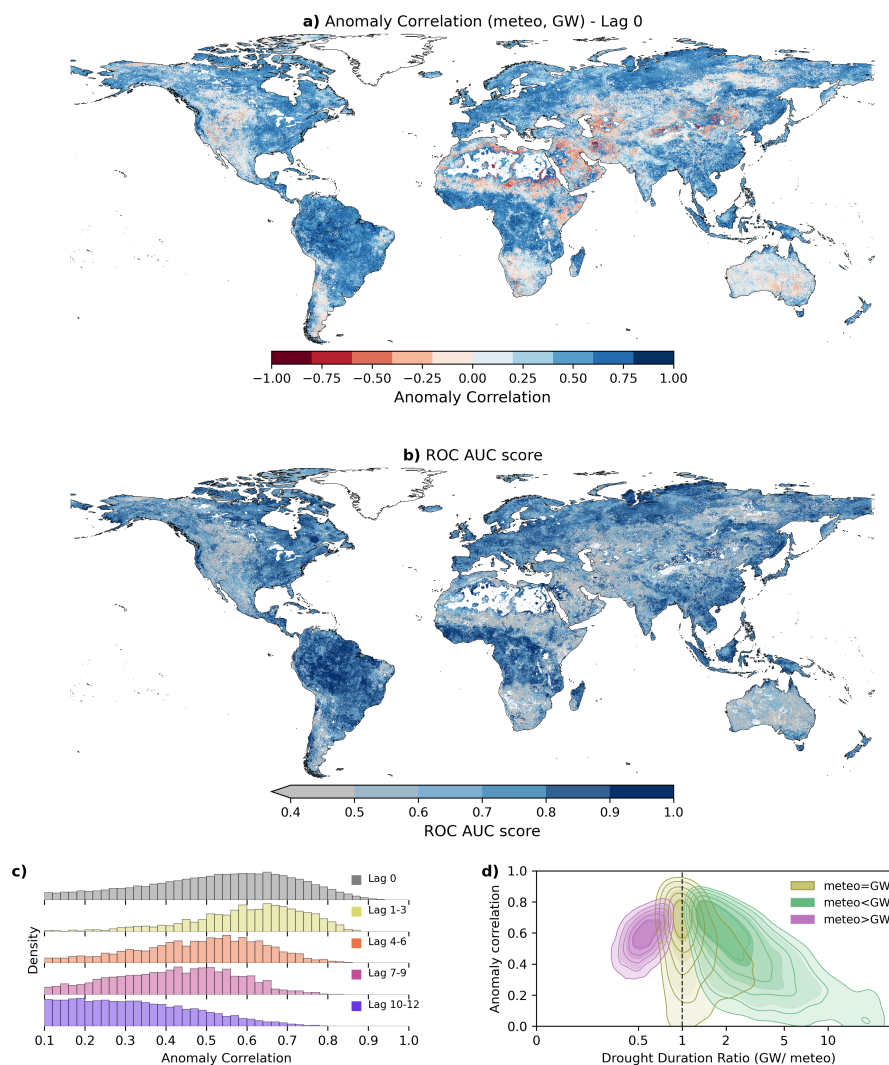 a) Anomaly Correlation (meteo, GW) - Lag 0
−1.00 −0.75 −0.50 −0.25 0.00 0.25 0.50 0.75 1.00
Anomaly Correlation
b) ROC AUC score
0.4 0.5 0.6 0.7 0.8 0.9 1.0
ROC AUC score
c)
Lag 0
Lag 1-3
Lag 4-6
Lag 7-9
Lag 10-12
Density
0.1 0.2 0.3 0.4 0.5 0.6 0.7 0.8 0.9 1.0
Anomaly Correlation
d)
meteo=GW
meteo<GW
meteo>GW
Anomaly correlation
1.0
0.8
0.6
0.4
0.2
0.0
0 0.5 1 2 5 10
Drought Duration Ratio (GW/ meteo)